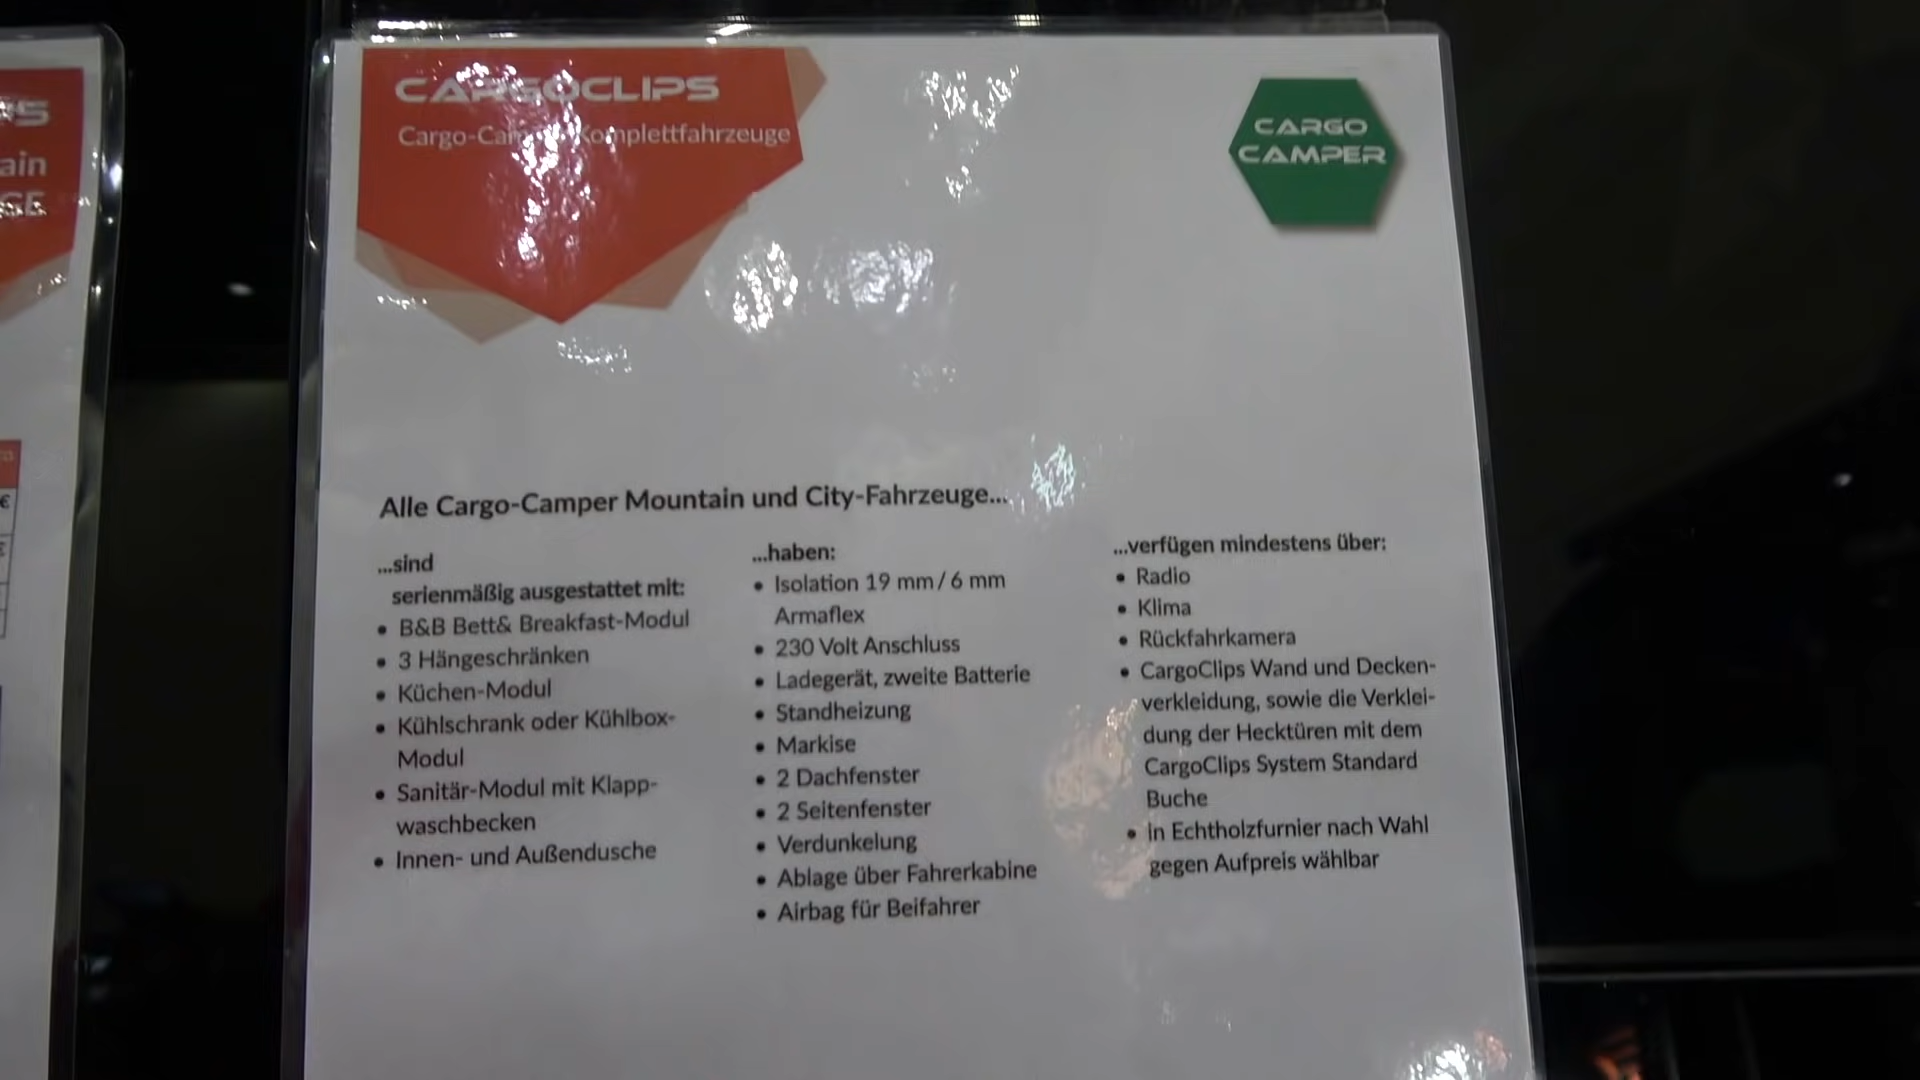 CARGOCLIPS
Cargo-Camper Komplettfahrzeuge
CARGO
CAMPER
ain
€
Alle Cargo-Camper Mountain und City-Fahrzeuge...
...sind
serienmäßig ausgestattet mit:
• B&B Bett& Breakfast-Modul
• 3 Hängeschränken
• Küchen-Modul
• Kühlschrank oder Kühlbox-
Modul
• Sanitär-Modul mit Klapp-
waschbecken
• Innen- und Außendusche
...haben:
• Isolation 19 mm / 6 mm
Armaflex
• 230 Volt Anschluss
• Ladegerät, zweite Batterie
• Standheizung
• Markise
• 2 Dachfenster
• 2 Seitenfenster
• Verdunkelung
• Ablage über Fahrerkabine
• Airbag für Beifahrer
...verfügen mindestens über:
• Radio
• Klima
• Rückfahrkamera
• CargoClips Wand und Decken-
verkleidung, sowie die Verklei-
dung der Hecktüren mit dem
CargoClips System Standard
Buche
• in Echtholzfurnier nach Wahl
gegen Aufpreis wählbar